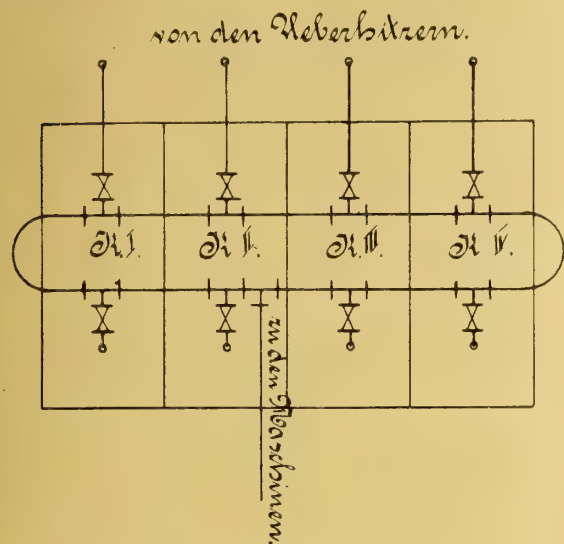 von den Ueberhitzern.
K. I. K II. K. III. K IV.
zu den Maschinen.